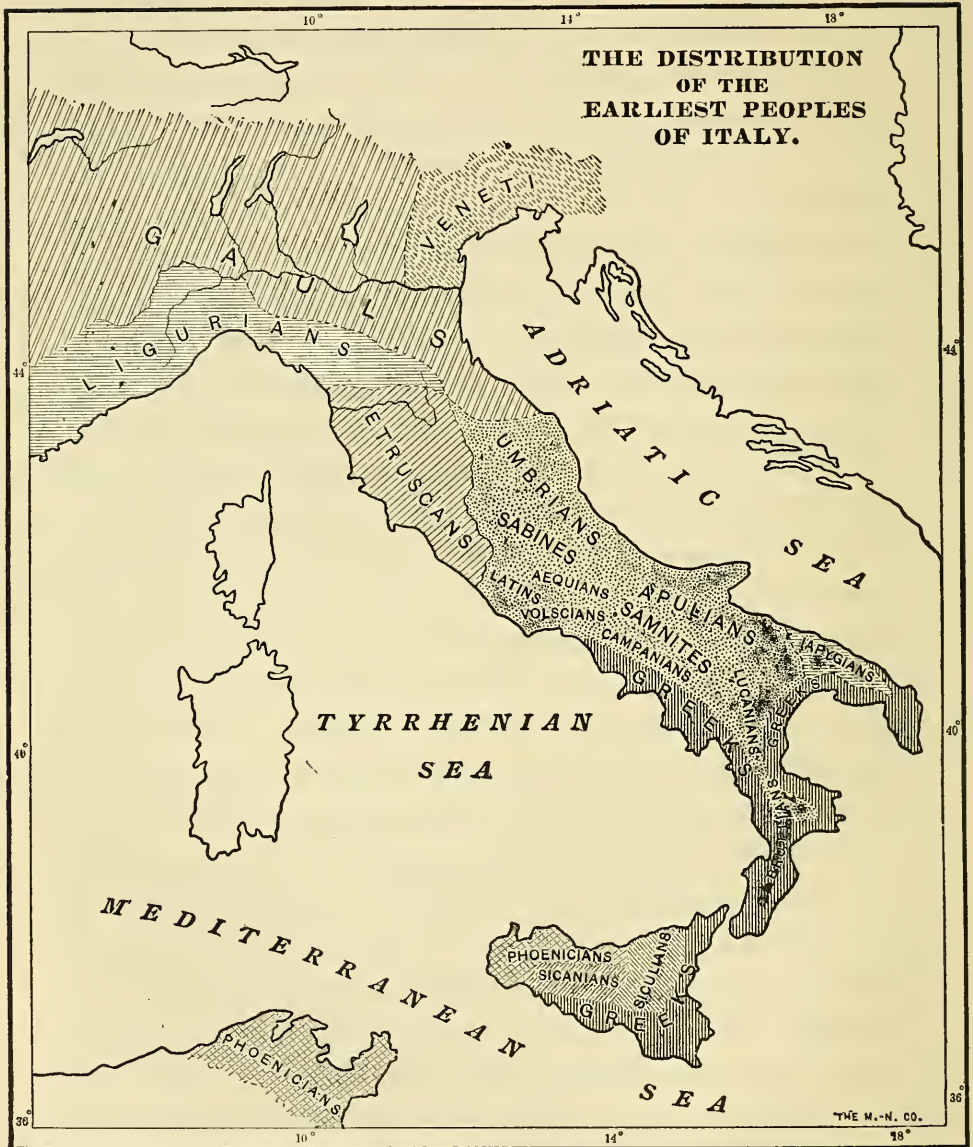 10°
14°
18°
THE DISTRIBUTION
OF THE
EARLIEST PEOPLES
OF ITALY.
VENETI
GAULS
LIGURIANS
44°
44°
ADRIATIC SEA
ETRUSCANS
UMBRIANS
SABINES
AEQUIANS
LATINS
VOLSCIANS
APULIANS
SAMNITES
CAMPANIANS
IAPYGIANS
LUCANIANS
GREEKS
GREEKS
40°
40°
TYRRHENIAN
SEA
MEDITERRANEAN SEA
PHOENICIANS
SICANIANS
SICULIANS
GREEKS
PHOENICIANS
36°
36°
THE M.-N. CO.
10°
14°
18°